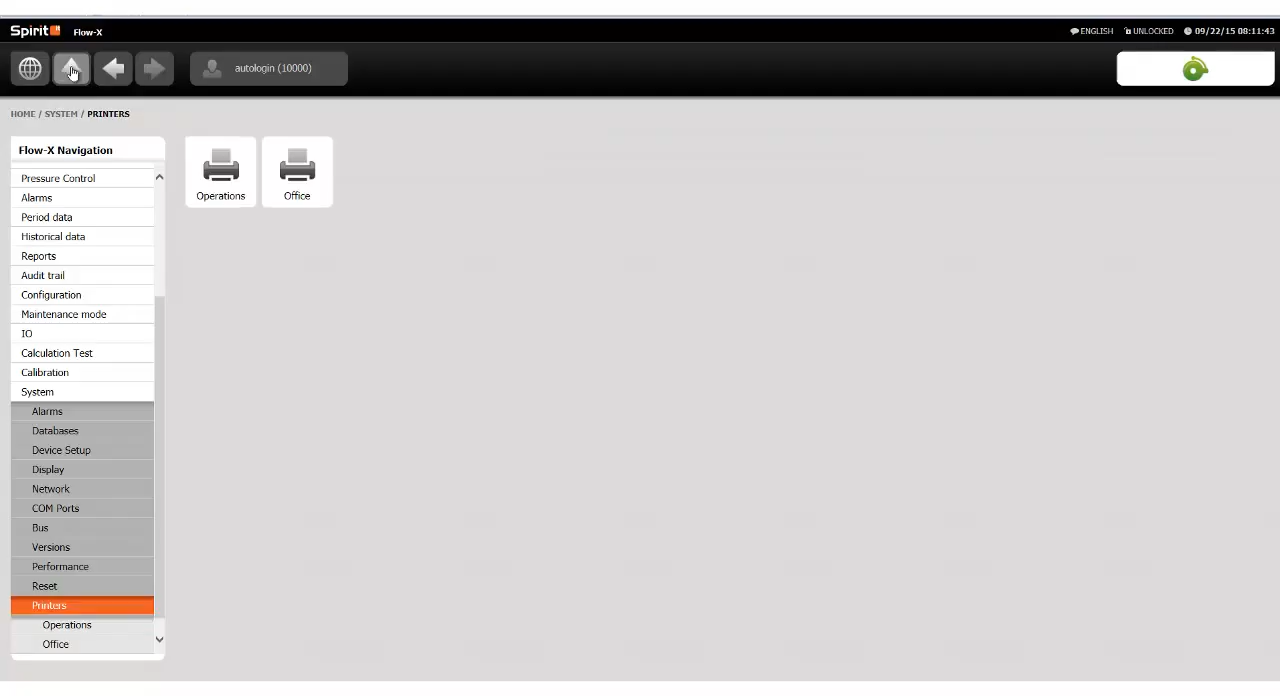 Spirit Flow-X
ENGLISH UNLOCKED 09/22/15 08:11:43
autologin (10000)
HOME / SYSTEM / PRINTERS
Flow-X Navigation
Pressure Control
Alarms
Period data
Historical data
Reports
Audit trail
Configuration
Maintenance mode
IO
Calculation Test
Calibration
System
Alarms
Databases
Device Setup
Display
Network
COM Ports
Bus
Versions
Performance
Reset
Printers
Operations
Office
Operations
Office